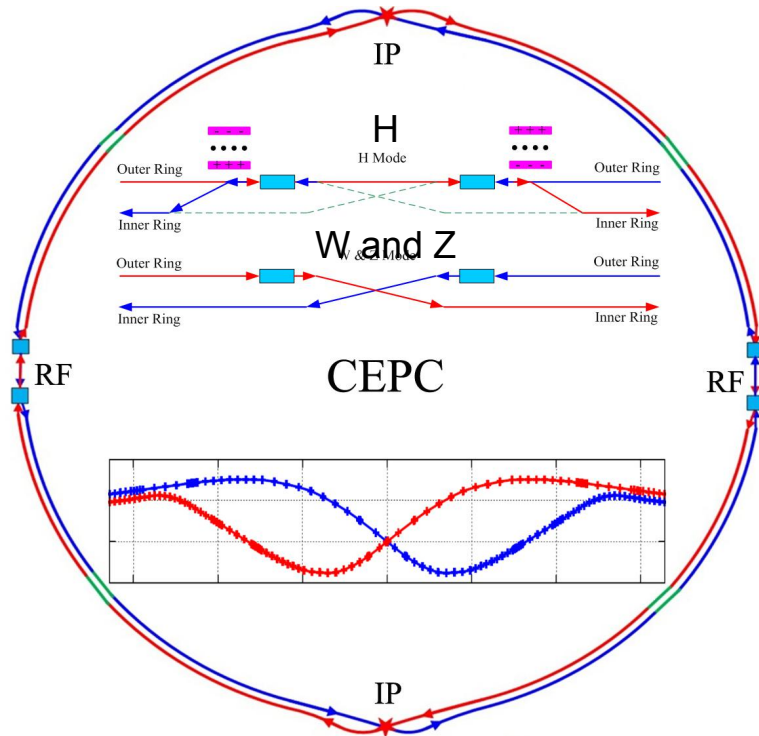 IP
H
- - -
+ + +
H Mode
+ + +
- - -
Outer Ring
Outer Ring
Inner Ring
Inner Ring
W and Z
W & Z Mode
Outer Ring
Outer Ring
Inner Ring
Inner Ring
RF
CEPC
RF
IP